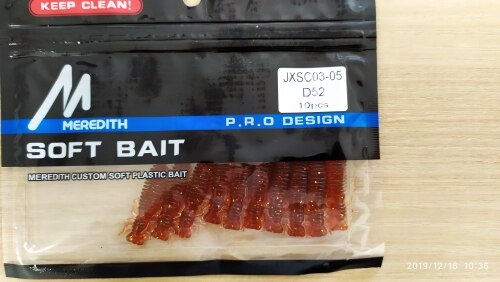 KEEP CLEAN!
JXSC03-05
D52
10pcs
MEREDITH
P.R.O DESIGN
SOFT BAIT
MEREDITH CUSTOM SOFT PLASTIC BAIT
2019/12/16 10:36